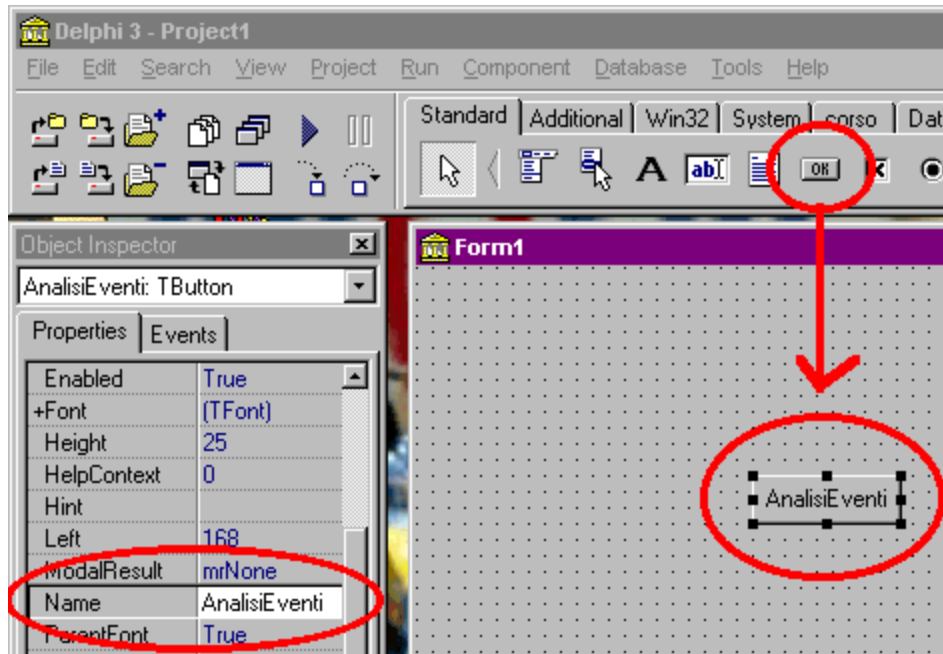 Delphi 3 - Project1
File Edit Search View Project Run Component Database Tools Help
Standard Additional Win32 System corso Dat
A ab OK
Object Inspector
Form1
AnalisiEventi: TButton
Properties Events
Enabled True
+Font (TFont)
Height 25
HelpContext 0
Hint
Left 168
ModalResult mrNone
Name AnalisiEventi
ParentFont True
AnalisiEventi